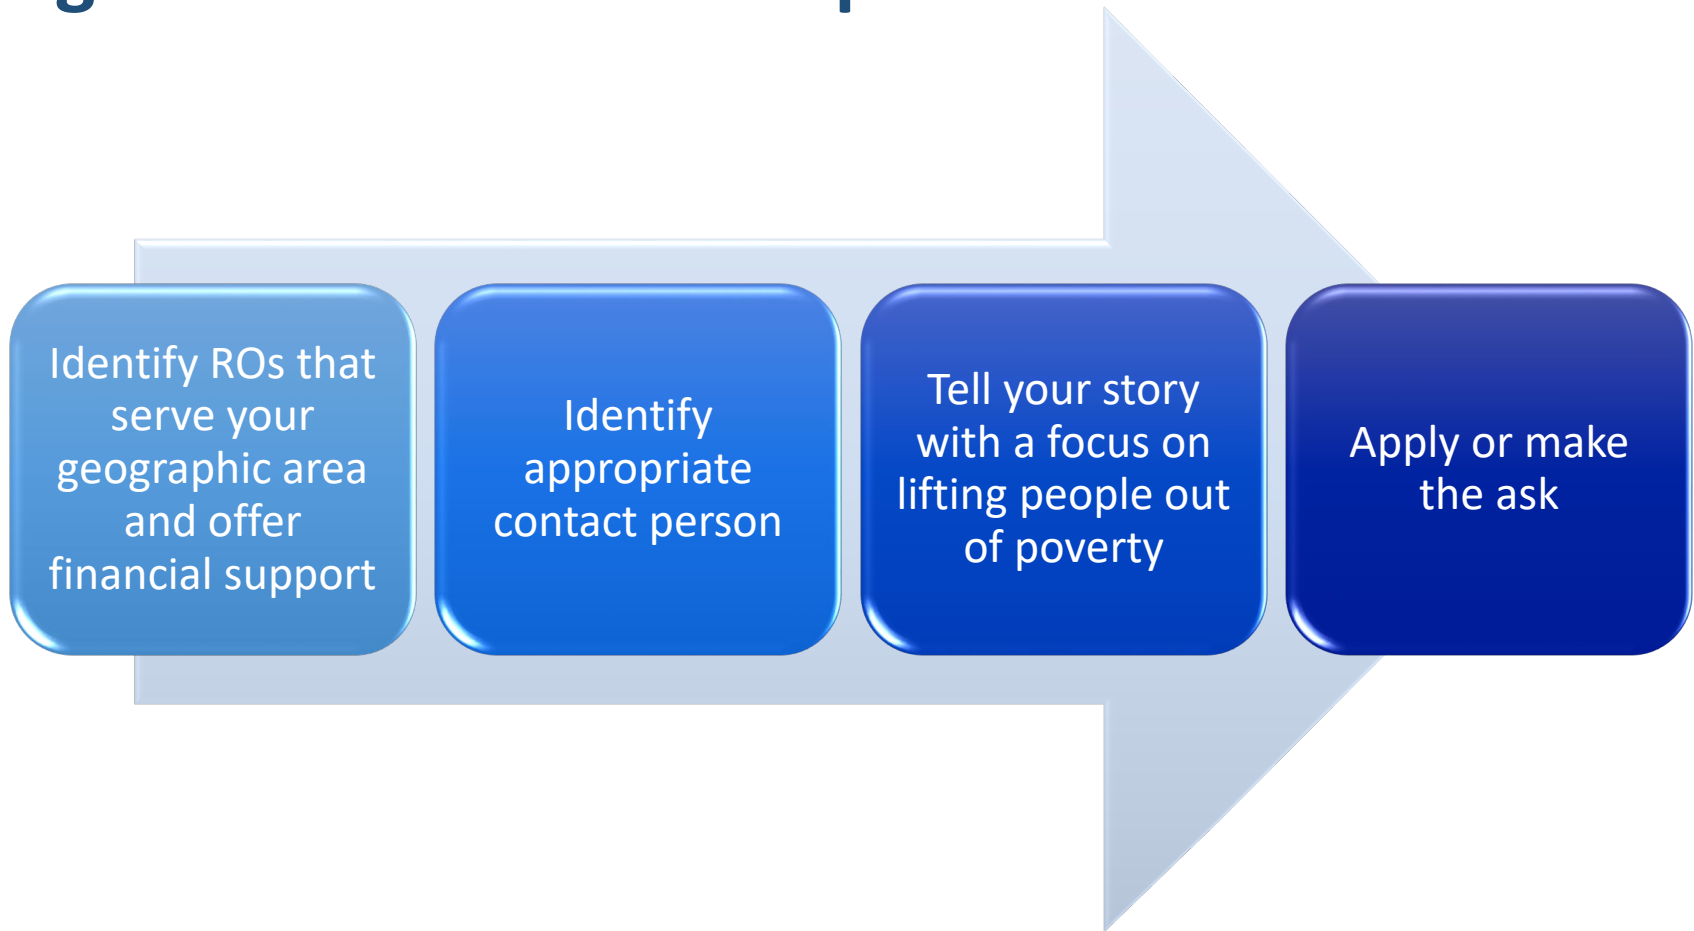 Identify ROs that
serve your
geographic area
and offer
financial support
Identify
appropriate
contact person
Tell your story
with a focus on
lifting people out
of poverty
Apply or make
the ask